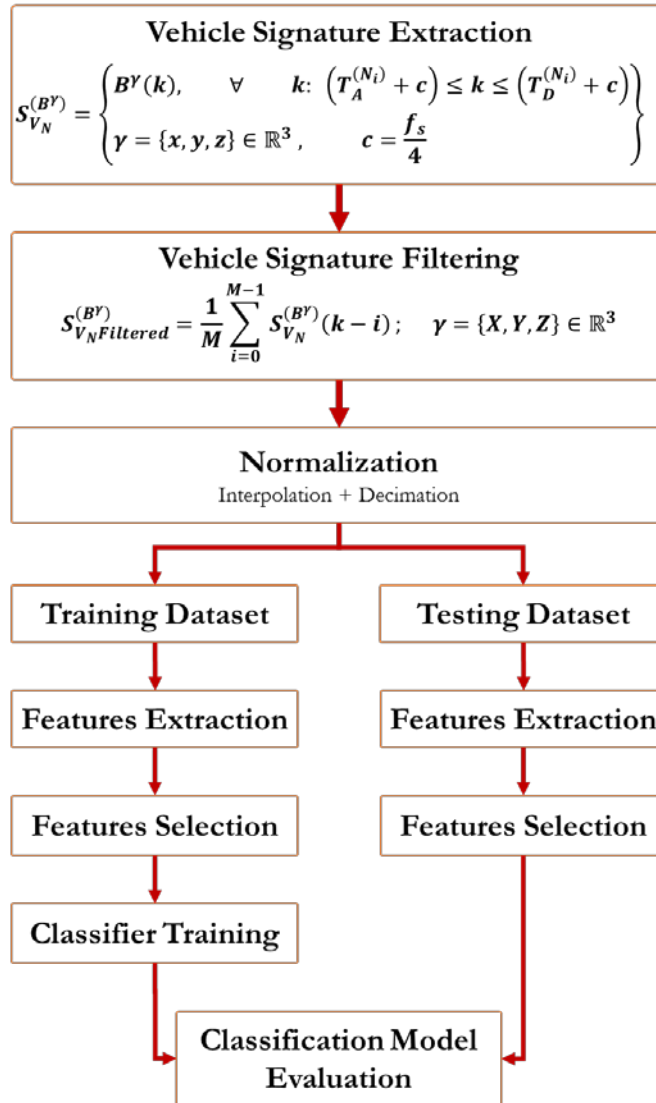 Vehicle Signature Extraction
S_{V_N}^{(B^γ)} = { B^γ(k), ∀ k: (T_A^{(N_i)} + c) ≤ k ≤ (T_D^{(N_i)} + c)
γ = {x, y, z} ∈ ℝ³ , c = f_s/4 }
Vehicle Signature Filtering
S_{V_N Filtered}^{(B^γ)} = 1/M ∑_{i=0}^{M−1} S_{V_N}^{(B^γ)}(k − i) ; γ = {X, Y, Z} ∈ ℝ³
Normalization
Interpolation + Decimation
Training Dataset
Testing Dataset
Features Extraction
Features Extraction
Features Selection
Features Selection
Classifier Training
Classification Model
Evaluation